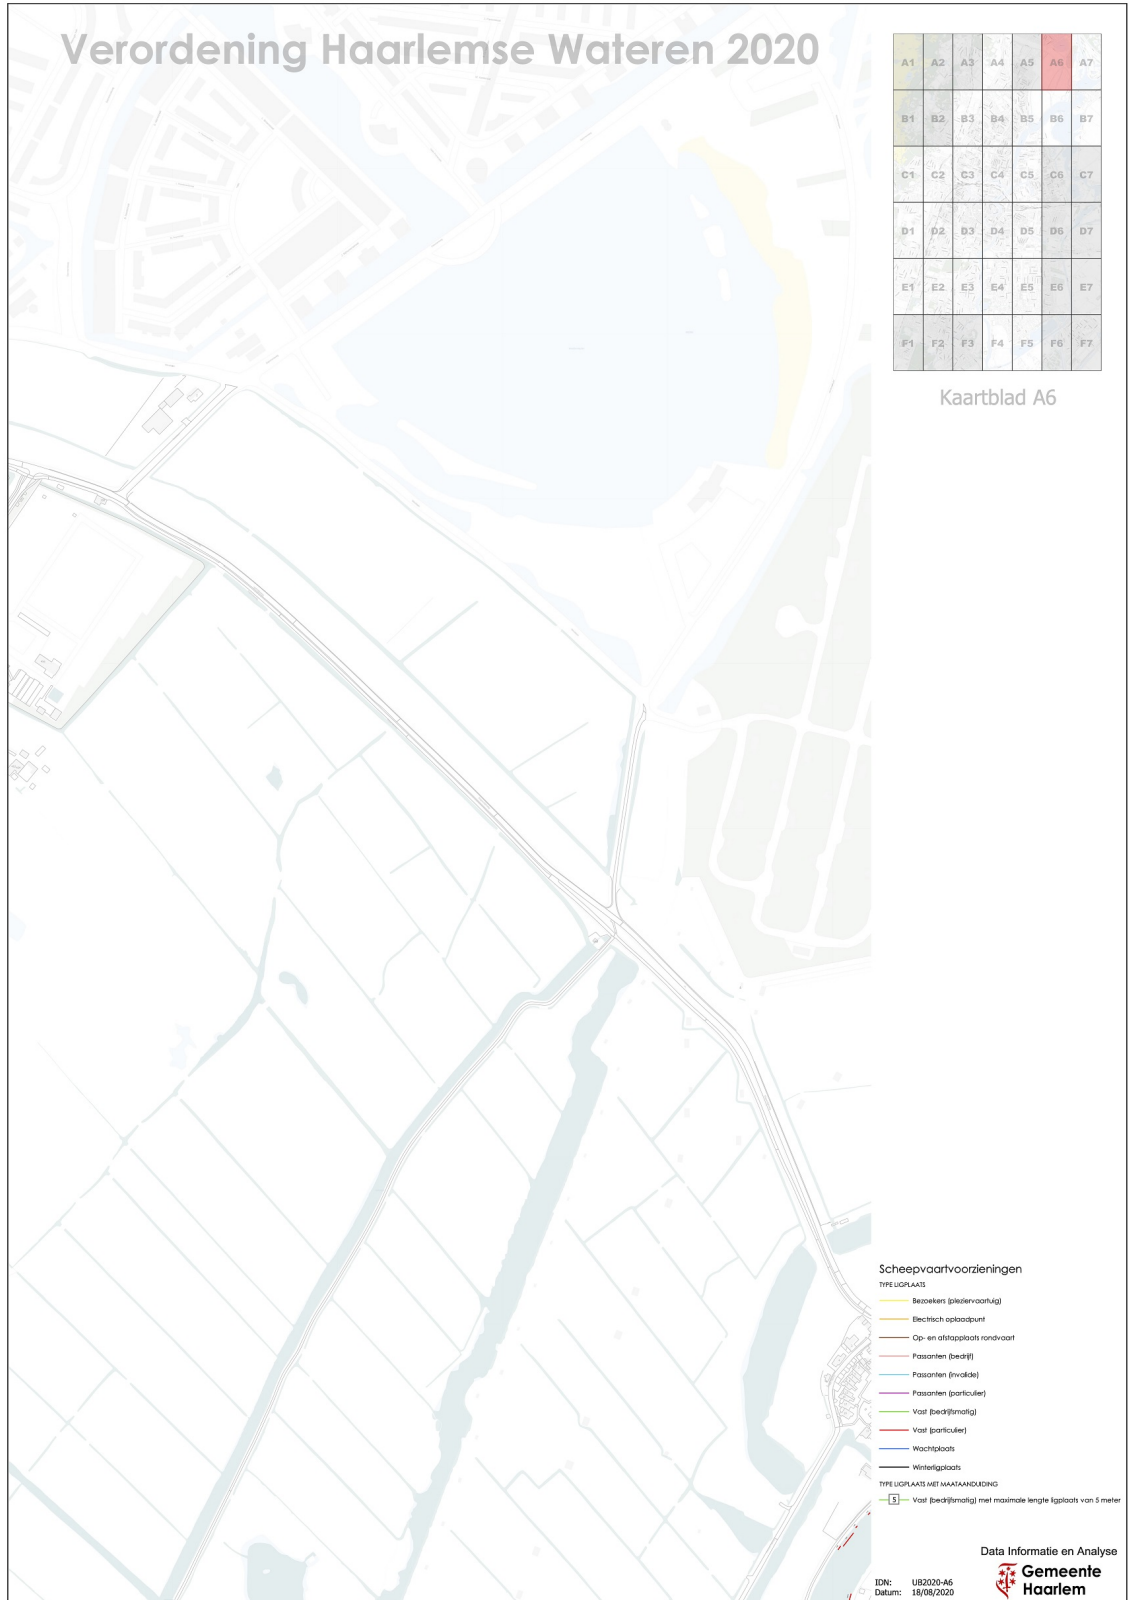 Verordening Haarlemse Wateren 2020
A1 A2 A3 A4 A5 A6 A7
B1 B2 B3 B4 B5 B6 B7
C1 C2 C3 C4 C5 C6 C7
D1 D2 D3 D4 D5 D6 D7
E1 E2 E3 E4 E5 E6 E7
F1 F2 F3 F4 F5 F6 F7
Kaartblad A6
Scheepvaartvoorzieningen
TYPE LIGPLAATS
Bezoekers (pleziervaartuig)
Electrisch oplaadpunt
Op- en afstapplaats rondvaart
Passanten (bedrijf)
Passanten (invalide)
Passanten (particulier)
Vast (bedrijfsmatig)
Vast (particulier)
Wachtplaats
Winterligplaats
TYPE LIGPLAATS MET MAATAANDUIDING
5 Vast (bedrijfsmatig) met maximale lengte ligplaats van 5 meter
Data Informatie en Analyse
Gemeente
Haarlem
IDN: UB2020-A6
Datum: 18/08/2020